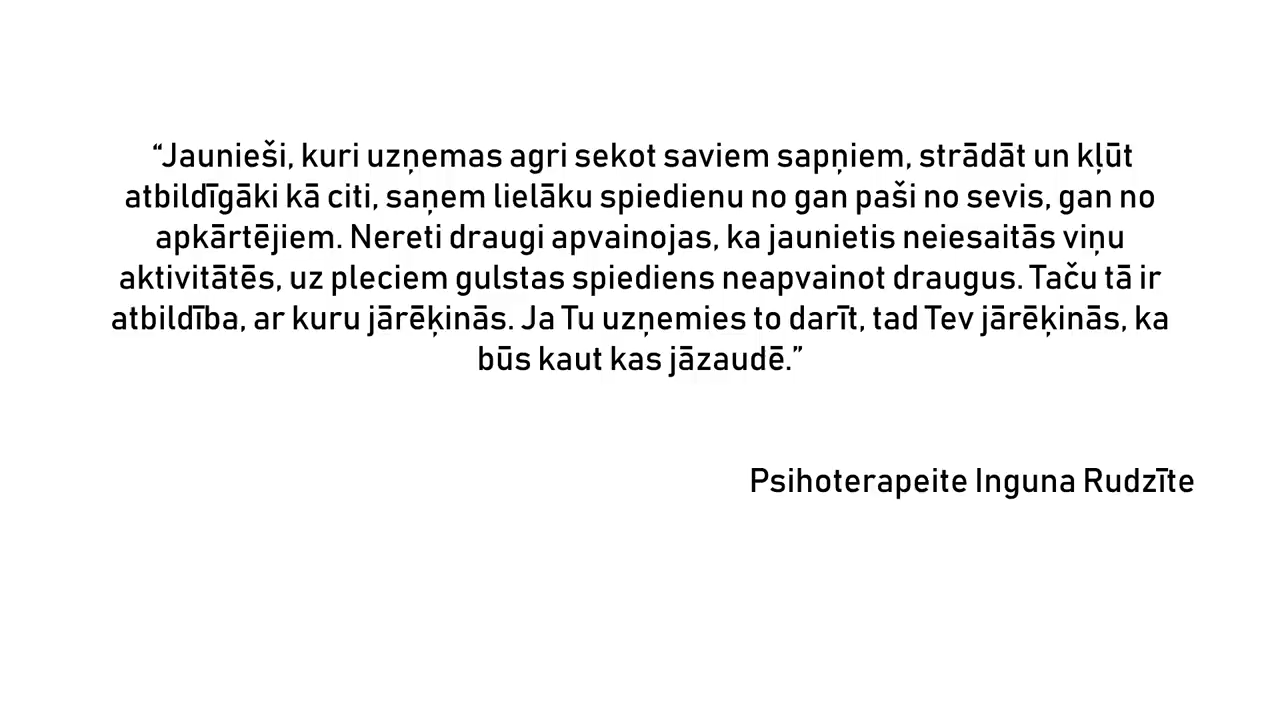 “Jaunieši, kuri uzņemas agri sekot saviem sapņiem, strādāt un kļūt
atbildīgāki kā citi, saņem lielāku spiedienu no gan paši no sevis, gan no
apkārtējiem. Nereti draugi apvainojas, ka jaunietis neiesaitās viņu
aktivitātēs, uz pleciem gulstas spiediens neapvainot draugus. Taču tā ir
atbildība, ar kuru jārēķinās. Ja Tu uzņemies to darīt, tad Tev jārēķinās, ka
būs kaut kas jāzaudē.”
Psihoterapeite Inguna Rudzīte